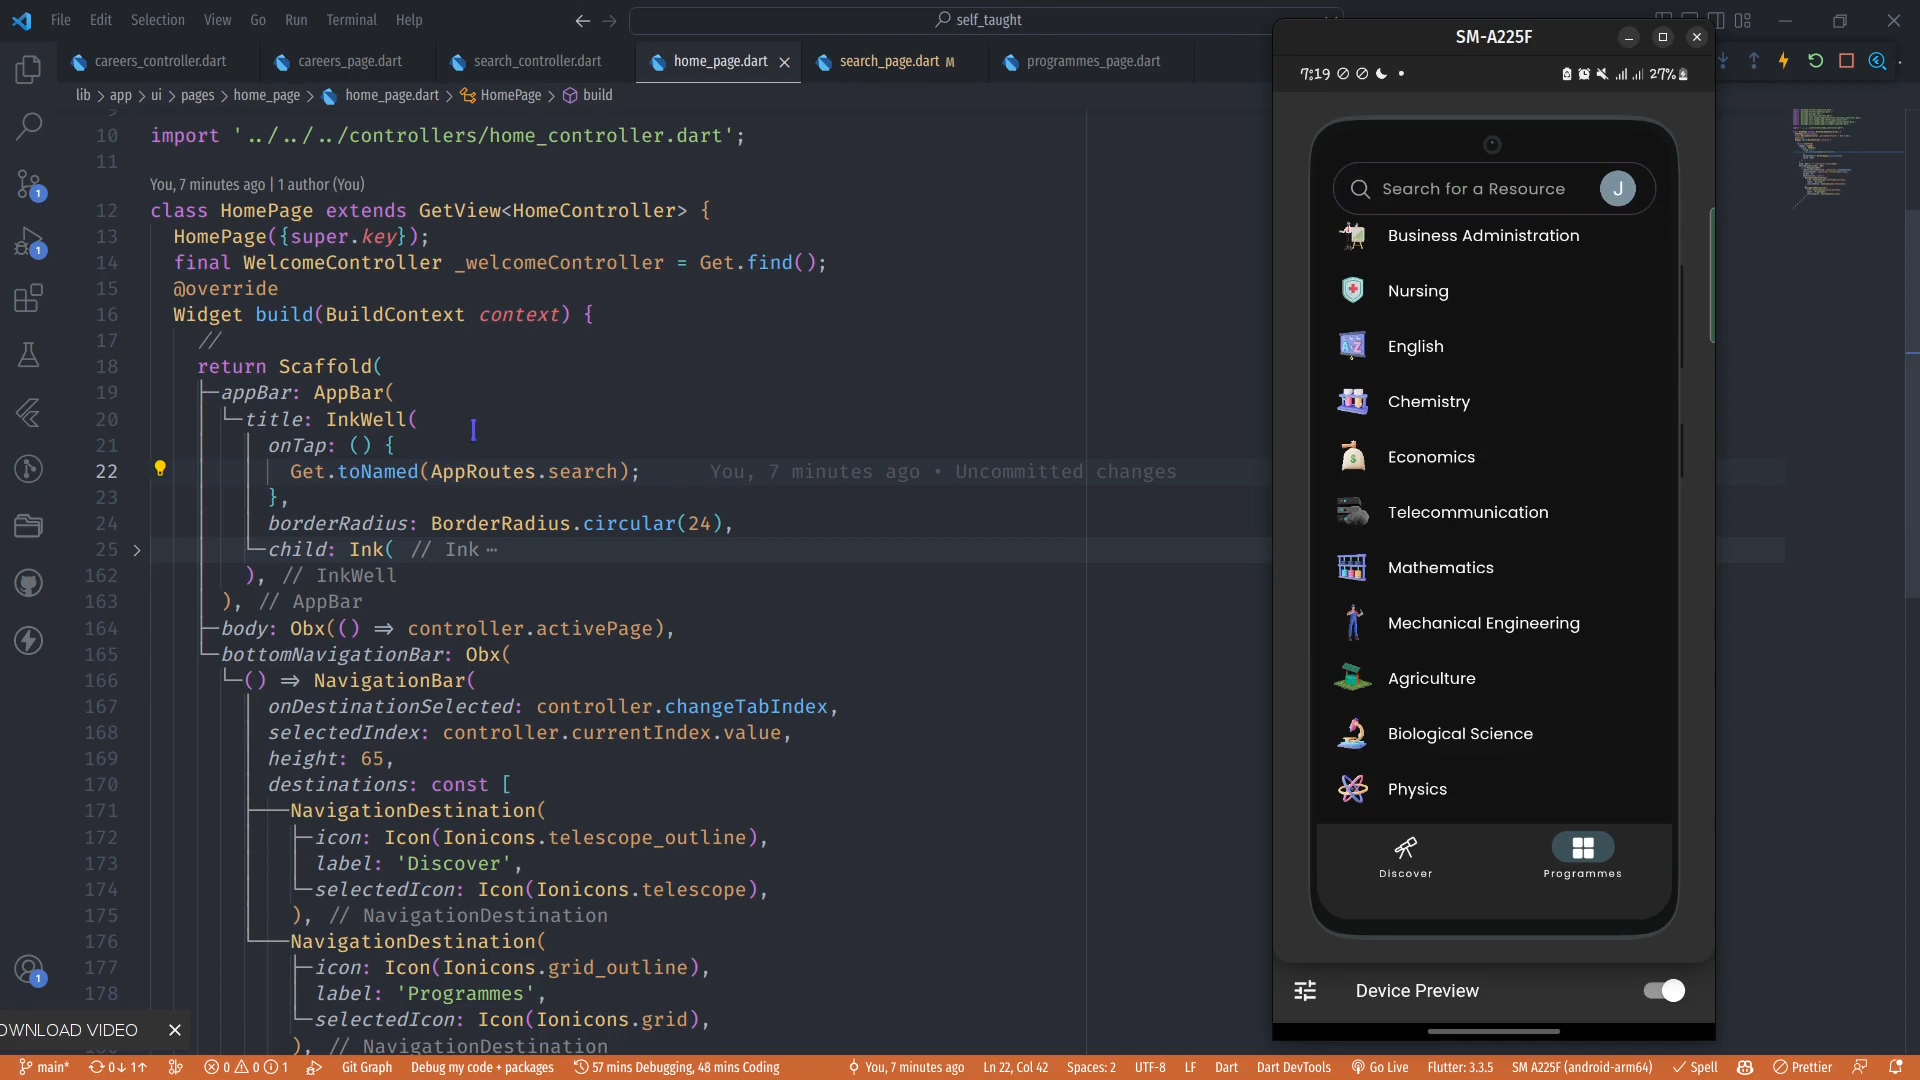 File Edit Selection View Go Run Terminal Help
self_taught
careers_controller.dart
careers_page.dart
search_controller.dart
home_page.dart
search_page.dart M
programmes_page.dart
lib > app > ui > pages > home_page > home_page.dart > HomePage > build
9
10 import '../../../controllers/home_controller.dart';
11
You, 7 minutes ago | 1 author (You)
12 class HomePage extends GetView<HomeController> {
13 HomePage({super.key});
14 final WelcomeController _welcomeController = Get.find();
15 @override
16 Widget build(BuildContext context) {
17 //
18 return Scaffold(
19 appBar: AppBar(
20 title: InkWell(
21 onTap: () {
22 Get.toNamed(AppRoutes.search); You, 7 minutes ago • Uncommitted changes
23 },
24 borderRadius: BorderRadius.circular(24),
25 child: Ink( // Ink ⋯
162 ), // InkWell
163 ), // AppBar
164 body: Obx(() => controller.activePage),
165 bottomNavigationBar: Obx(
166 () => NavigationBar(
167 onDestinationSelected: controller.changeTabIndex,
168 selectedIndex: controller.currentIndex.value,
169 height: 65,
170 destinations: const [
171 NavigationDestination(
172 icon: Icon(Ionicons.telescope_outline),
173 label: 'Discover',
174 selectedIcon: Icon(Ionicons.telescope),
175 ), // NavigationDestination
176 NavigationDestination(
177 icon: Icon(Ionicons.grid_outline),
178 label: 'Programmes',
selectedIcon: Icon(Ionicons.grid),
), // NavigationDestination
1
1
1
OWNLOAD VIDEO
SM-A225F
7:19
27%
Search for a Resource
J
Business Administration
Nursing
English
Chemistry
Economics
Telecommunication
Mathematics
Mechanical Engineering
Agriculture
Biological Science
Physics
Discover
Programmes
Device Preview
main* 0↓ 1↑ 0 0 1 Git Graph Debug my code + packages 57 mins Debugging, 48 mins Coding You, 7 minutes ago Ln 22, Col 42 Spaces: 2 UTF-8 LF Dart Dart DevTools Go Live Flutter: 3.3.5 SM A225F (android-arm64) Spell Prettier